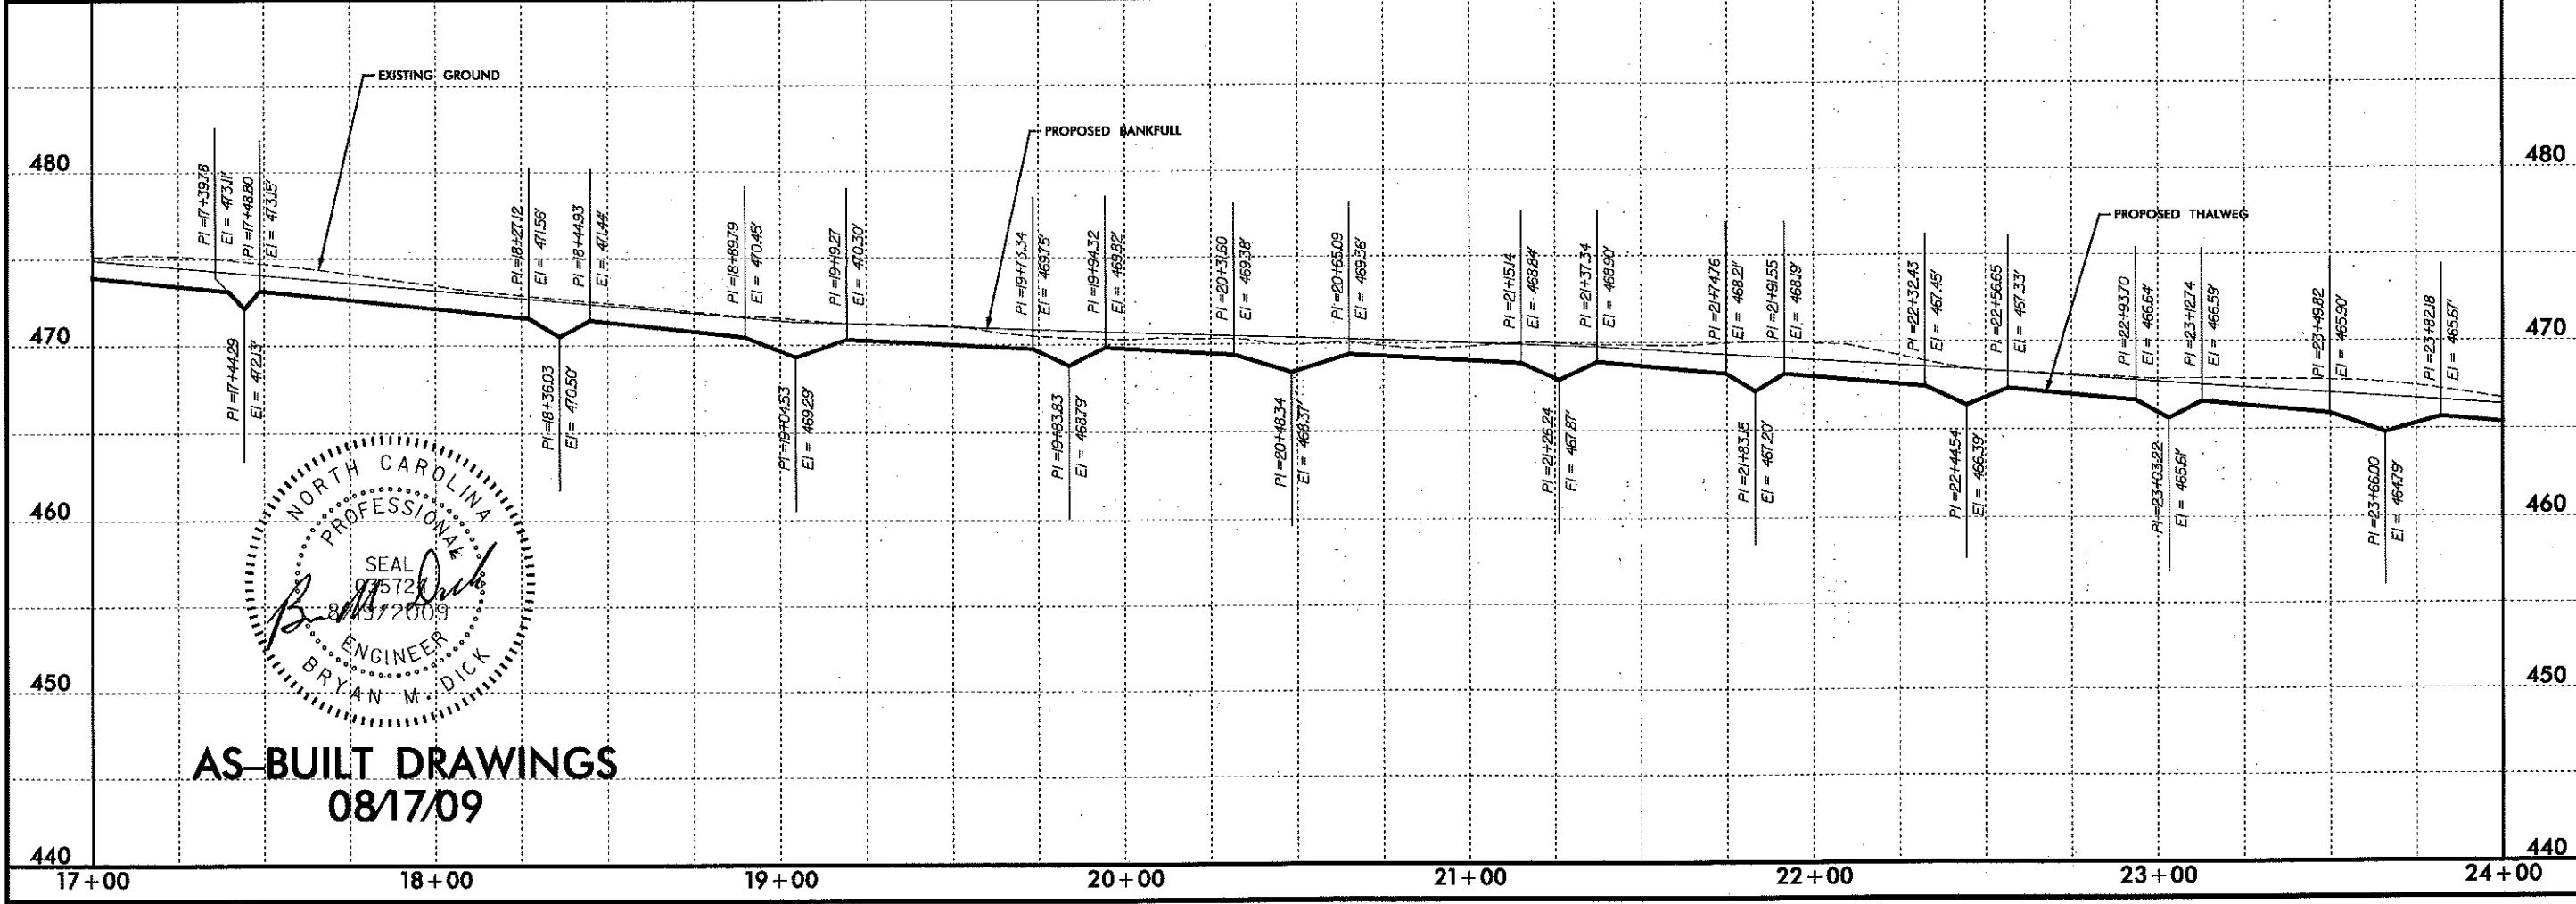 EXISTING GROUND
PROPOSED BANKFULL
PROPOSED THALWEG
480
470
460
450
440
480
470
460
450
440
PI =17+39.78
El = 473.11'
PI =17+48.80
El = 473.15'
PI =18+27.12
El = 471.56'
PI =18+44.93
El = 471.44'
PI =18+89.79
El = 470.45'
PI =19+19.27
El = 470.30'
PI =19+73.34
El = 469.75'
PI =19+94.32
El = 469.82'
PI =20+31.60
El = 469.38'
PI =20+65.09
El = 469.36'
PI =21+15.14
El = 468.84'
PI =21+37.34
El = 468.90'
PI =21+74.76
El = 468.21'
PI =21+91.55
El = 468.19'
PI =22+32.43
El = 467.45'
PI =22+56.65
El = 467.33'
PI =22+93.70
El = 466.64'
PI =23+12.74
El = 466.59'
PI =23+49.82
El = 465.90'
PI =23+82.18
El = 465.67'
PI =17+44.29
El = 472.13'
PI =18+36.03
El = 470.50'
PI =19+04.53
El = 469.29'
PI =19+83.83
El = 468.79'
PI =20+48.34
El = 468.37'
PI =21+26.24
El = 467.87'
PI =21+83.15
El = 467.20'
PI =22+44.54
El = 466.39'
PI =23+03.22
El = 465.61'
PI =23+66.00
El = 464.79'
NORTH CAROLINA
PROFESSIONAL
SEAL
8/19/2009
ENGINEER
BRYAN M. DICK
AS-BUILT DRAWINGS
08/17/09
17+00
18+00
19+00
20+00
21+00
22+00
23+00
24+00